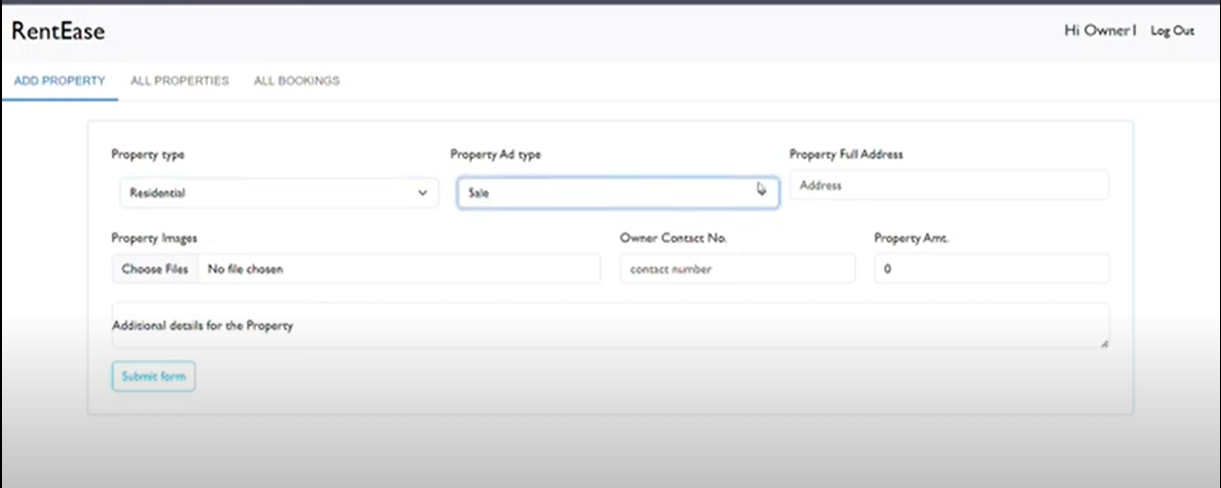 RentEase
Hi Owner1 Log Out
ADD PROPERTY ALL PROPERTIES ALL BOOKINGS
Property type Property Ad type Property Full Address
Residential Sale Address
Property Images Owner Contact No. Property Amt.
Choose Files No file chosen contact number 0
Additional details for the Property
Submit form